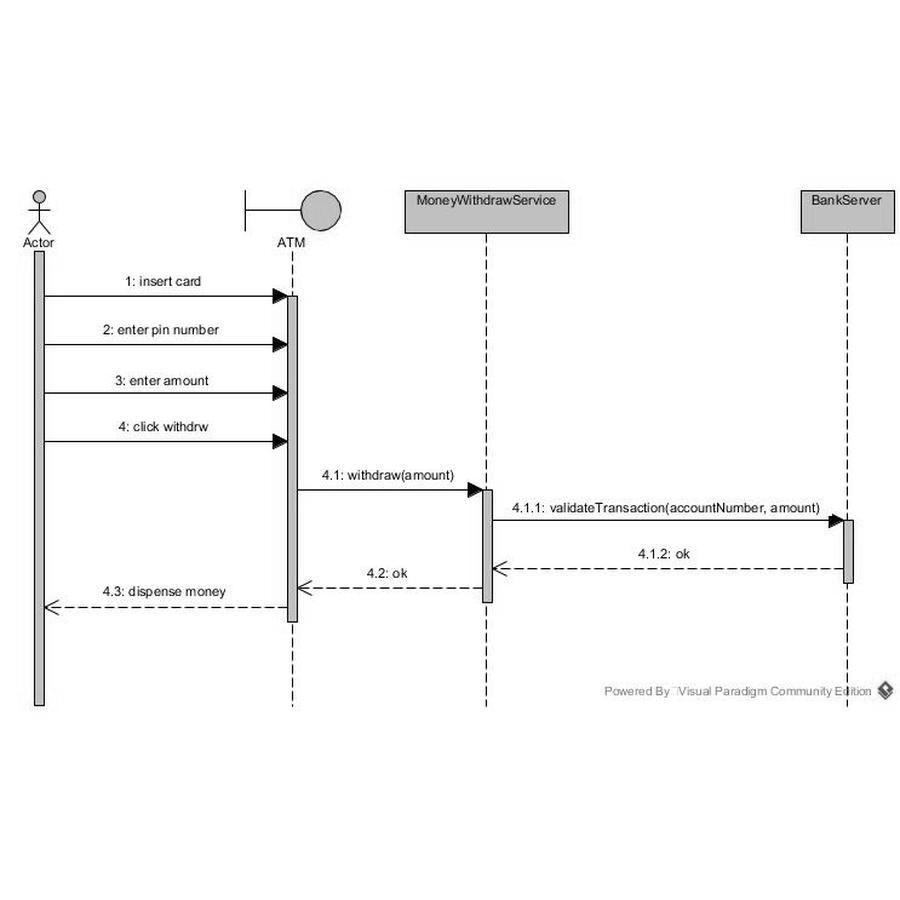 MoneyWithdrawService
BankServer
Actor
ATM
1: insert card
2: enter pin number
3: enter amount
4: click withdrw
4.1: withdraw(amount)
4.1.1: validateTransaction(accountNumber, amount)
4.1.2: ok
4.2: ok
4.3: dispense money
Powered By Visual Paradigm Community Edition